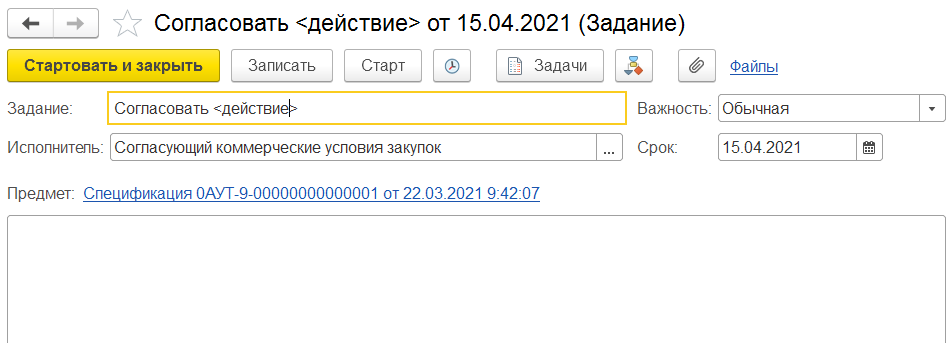 Согласовать <действие> от 15.04.2021 (Задание)
Стартовать и закрыть Записать Старт Задачи Файлы
Задание: Согласовать <действие> Важность: Обычная
Исполнитель: Согласующий коммерческие условия закупок ... Срок: 15.04.2021
Предмет: Спецификация 0АУТ-9-00000000000001 от 22.03.2021 9:42:07